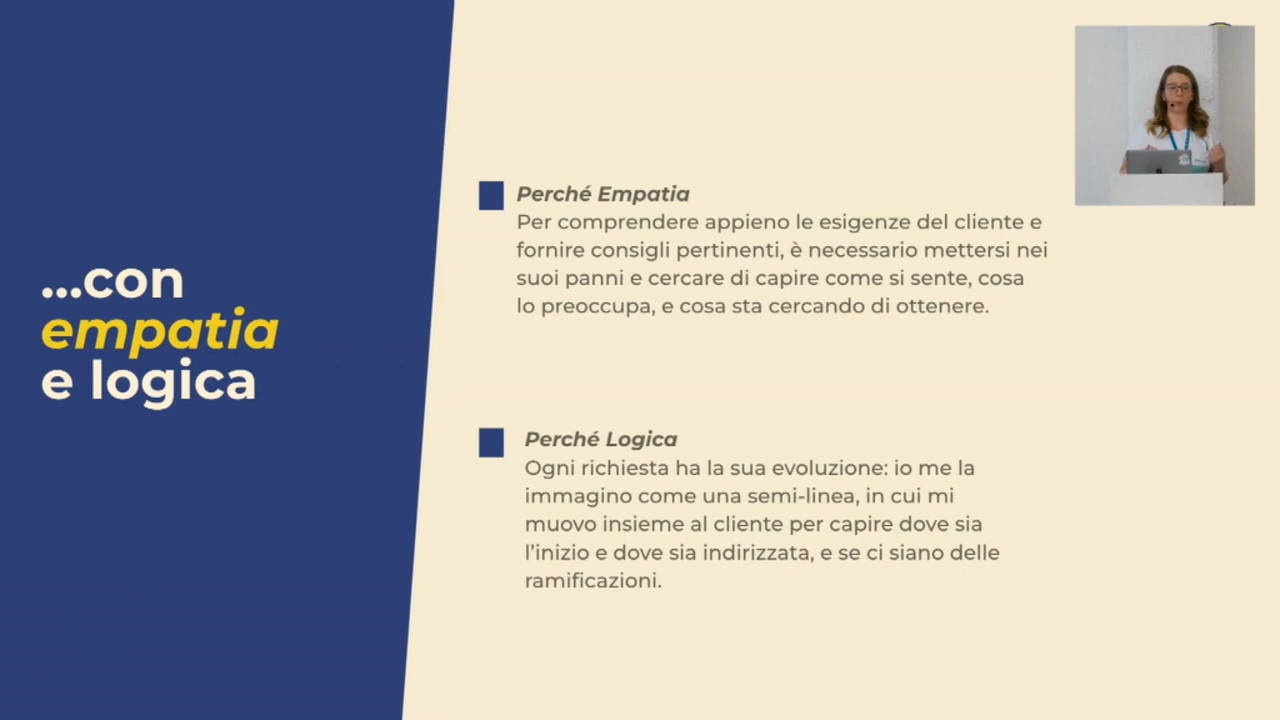 ...con
empatia
e logica
Perché Empatia
Per comprendere appieno le esigenze del cliente e
fornire consigli pertinenti, è necessario mettersi nei
suoi panni e cercare di capire come si sente, cosa
lo preoccupa, e cosa sta cercando di ottenere.
Perché Logica
Ogni richiesta ha la sua evoluzione: io me la
immagino come una semi-linea, in cui mi
muovo insieme al cliente per capire dove sia
l'inizio e dove sia indirizzata, e se ci siano delle
ramificazioni.